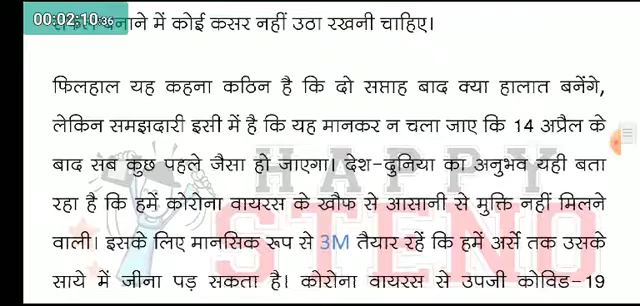 00:02:10:36
बनाने में कोई कसर नहीं उठा रखनी चाहिए।
फिलहाल यह कहना कठिन है कि दो सप्ताह बाद क्या हालात बनेंगे,
लेकिन समझदारी इसी में है कि यह मानकर न चला जाए कि 14 अप्रैल के
बाद सब कुछ पहले जैसा हो जाएगा। देश-दुनिया का अनुभव यही बता
रहा है कि हमें कोरोना वायरस के खौफ से आसानी से मुक्ति नहीं मिलने
वाली। इसके लिए मानसिक रूप से 3M तैयार रहें कि हमें अर्से तक उसके
साये में जीना पड़ सकता है। कोरोना वायरस से उपजी कोविड-19
HAPPY
STENO